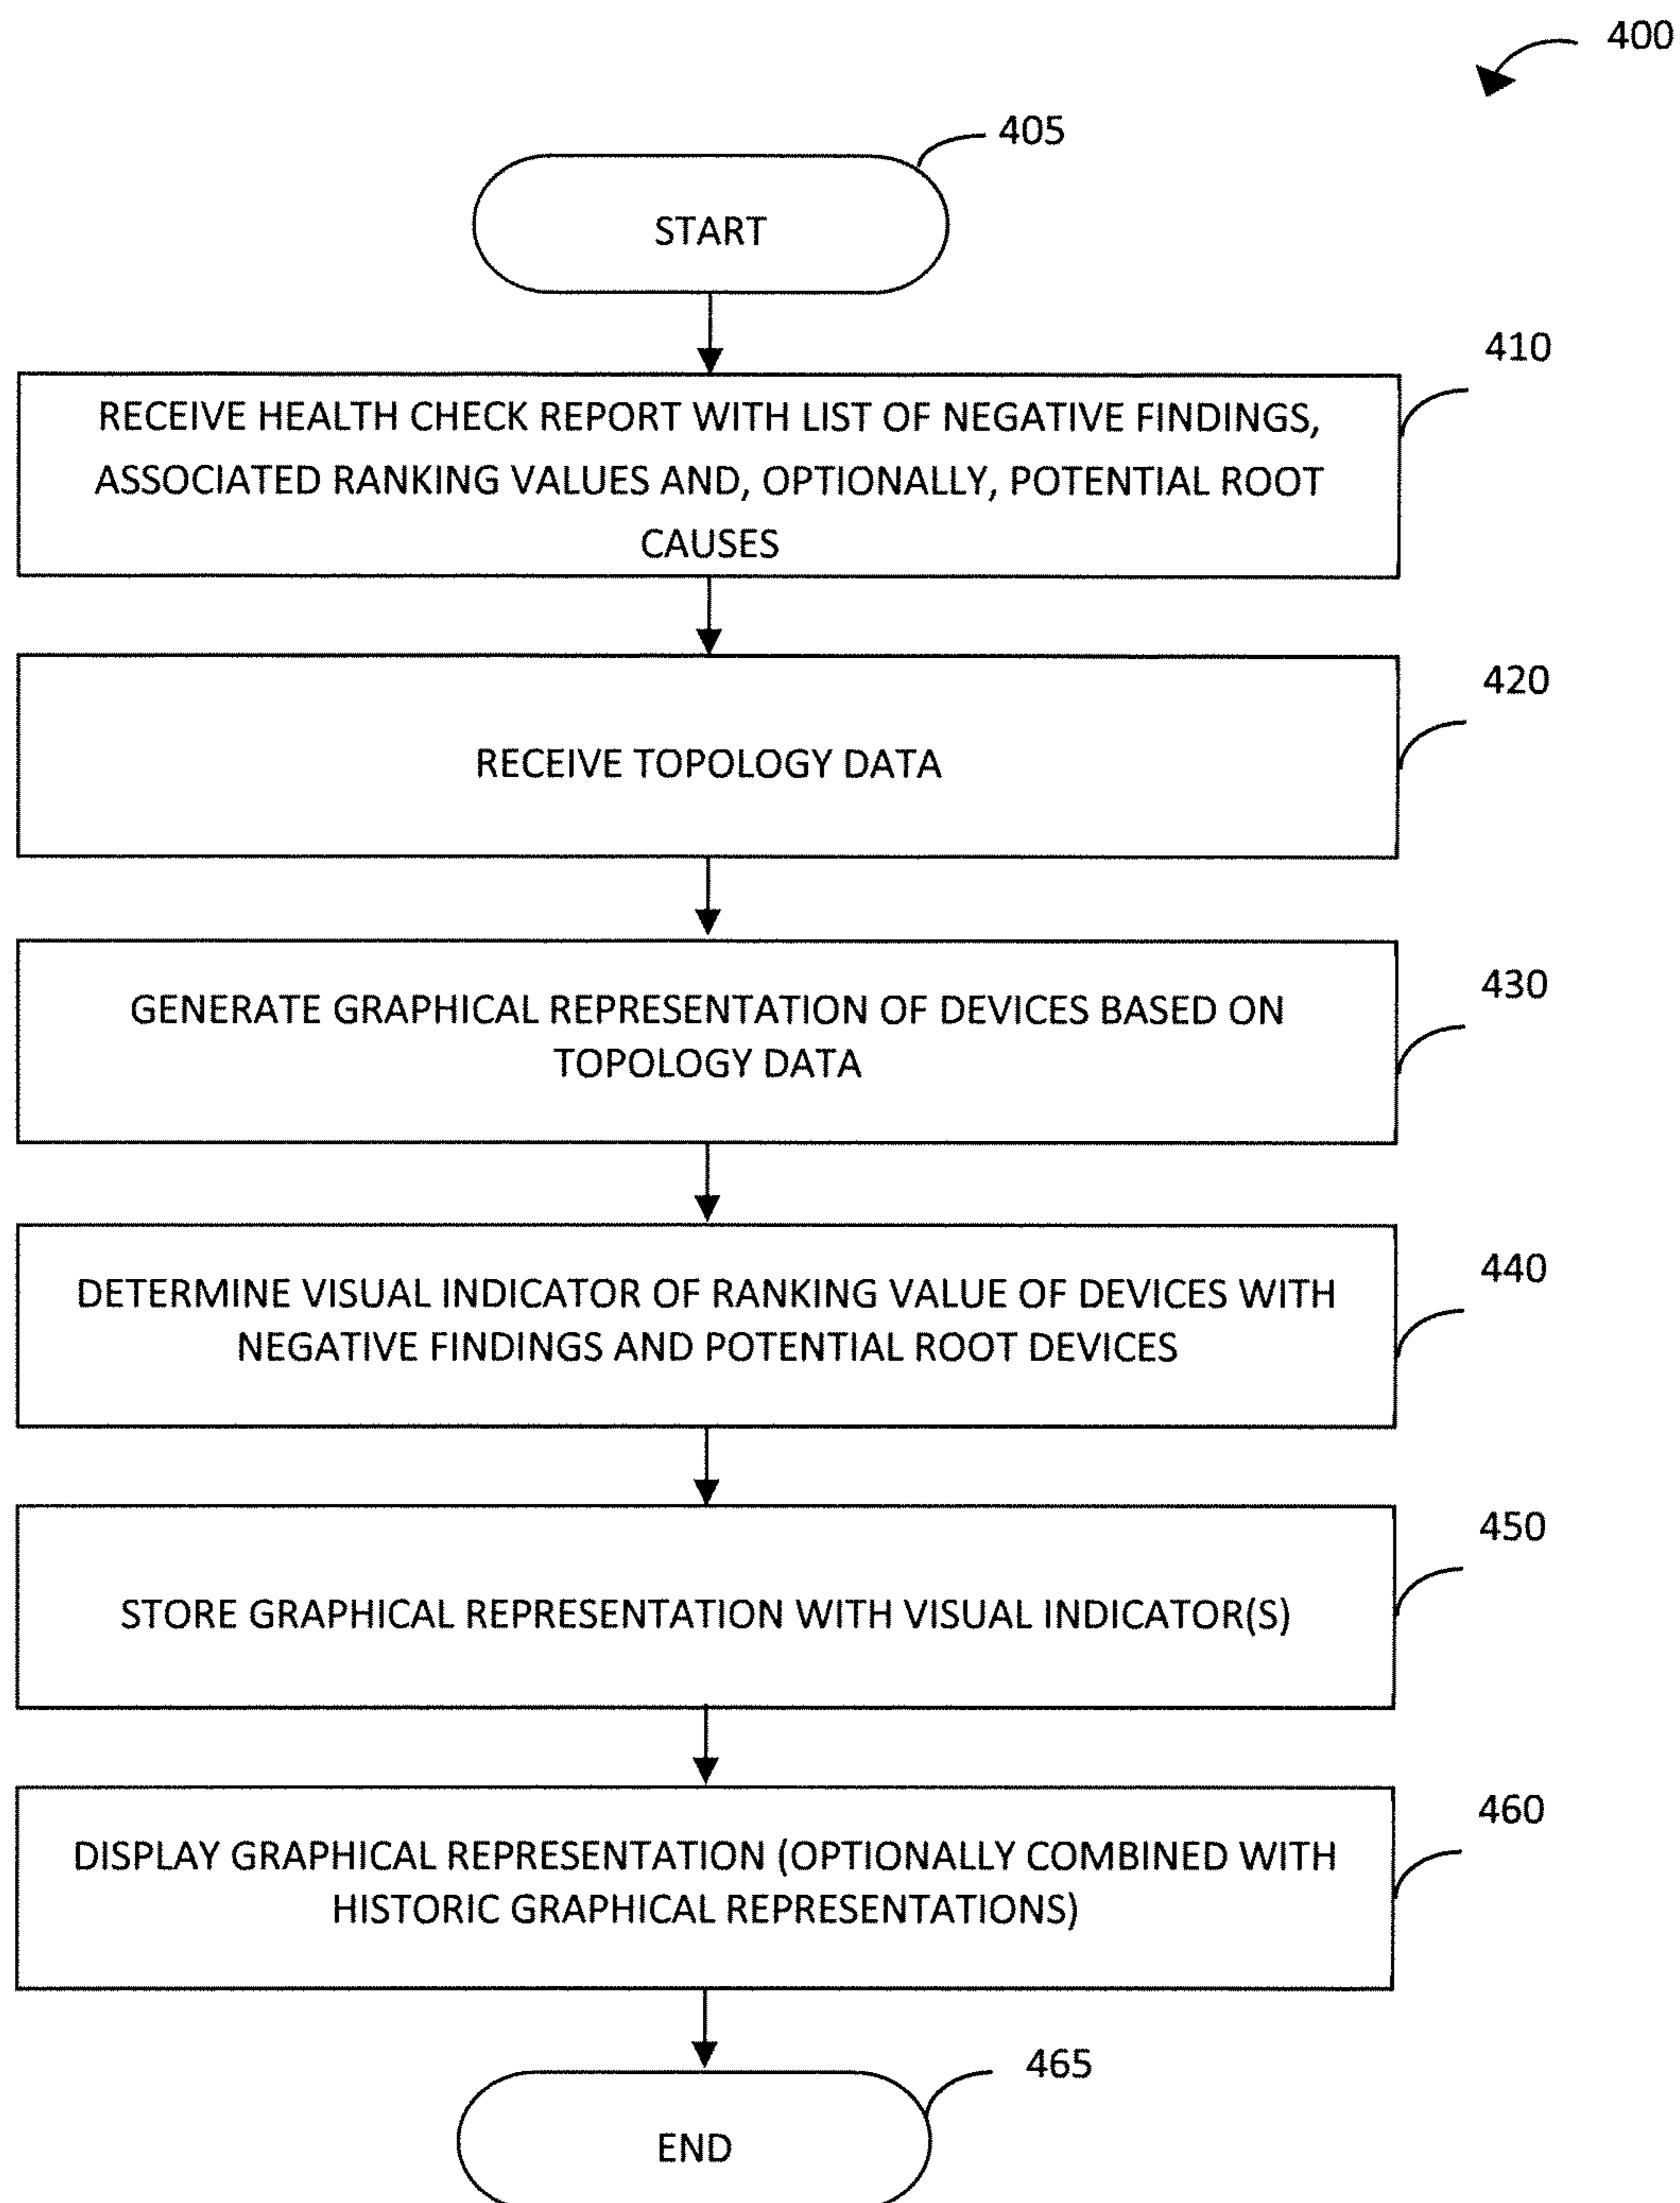 400
405
START
410
RECEIVE HEALTH CHECK REPORT WITH LIST OF NEGATIVE FINDINGS,
ASSOCIATED RANKING VALUES AND, OPTIONALLY, POTENTIAL ROOT
CAUSES
420
RECEIVE TOPOLOGY DATA
430
GENERATE GRAPHICAL REPRESENTATION OF DEVICES BASED ON
TOPOLOGY DATA
440
DETERMINE VISUAL INDICATOR OF RANKING VALUE OF DEVICES WITH
NEGATIVE FINDINGS AND POTENTIAL ROOT DEVICES
450
STORE GRAPHICAL REPRESENTATION WITH VISUAL INDICATOR(S)
460
DISPLAY GRAPHICAL REPRESENTATION (OPTIONALLY COMBINED WITH
HISTORIC GRAPHICAL REPRESENTATIONS)
465
END